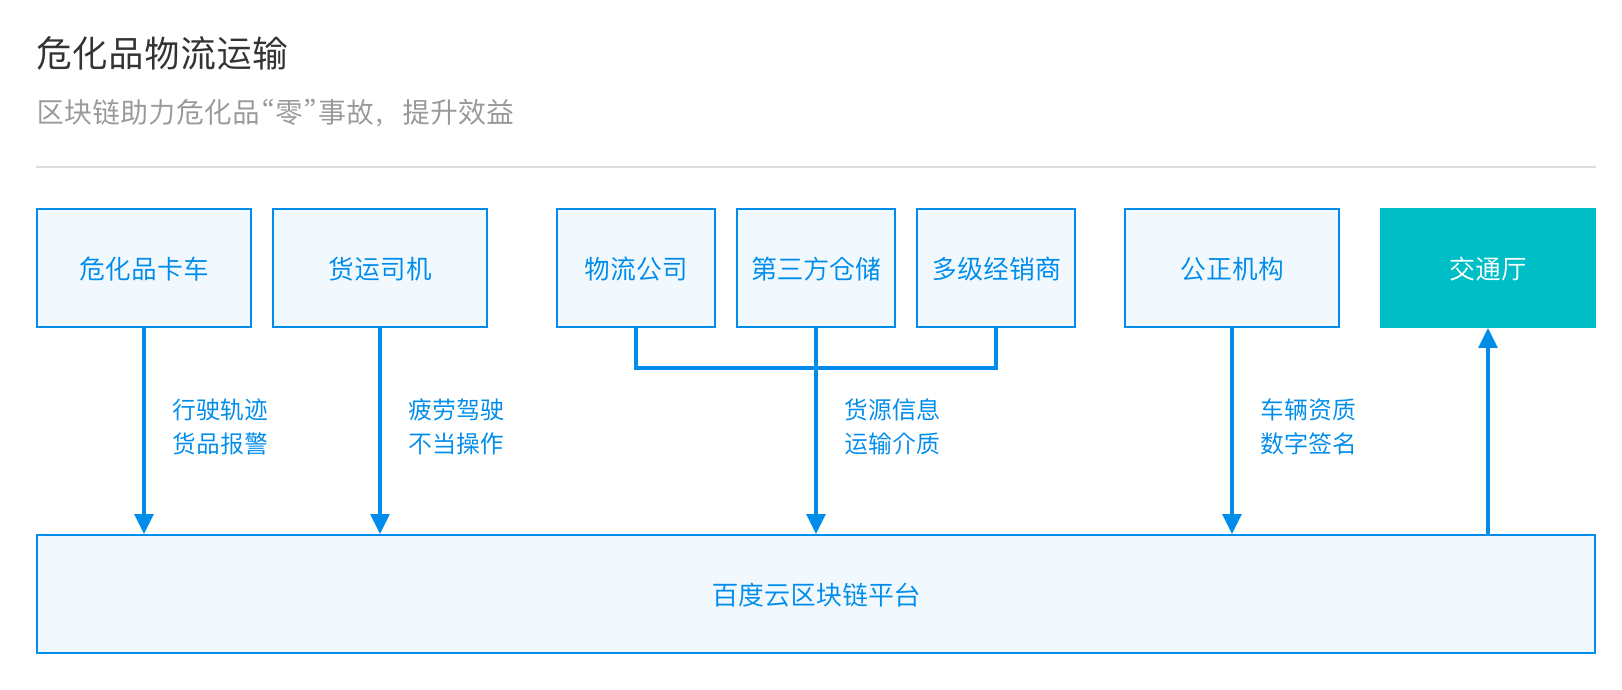 危化品物流运输
区块链助力危化品“零”事故，提升效益
危化品卡车
货运司机
物流公司
第三方仓储
多级经销商
公正机构
交通厅
行驶轨迹
货品报警
疲劳驾驶
不当操作
货源信息
运输介质
车辆资质
数字签名
百度云区块链平台